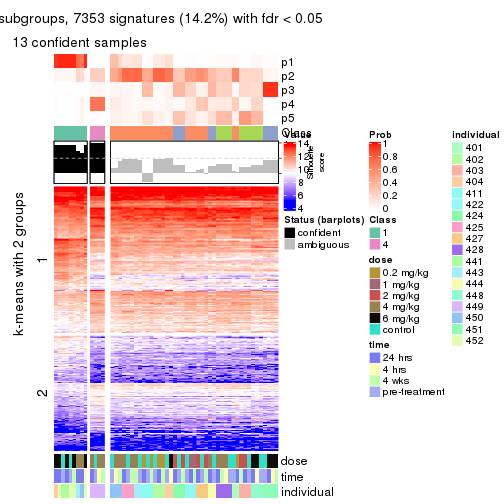 subgroups, 7353 signatures (14.2%) with fdr < 0.05
13 confident samples
p1
p2
p3
p4
p5
Class
Silhouette
score
k-means with 2 groups
1
2
dose
time
individual
14
12
10
8
6
4
Status (barplots)
confident
ambiguous
Prob
1
0.8
0.6
0.4
0.2
0
Class
1
4
dose
0.2 mg/kg
1 mg/kg
2 mg/kg
4 mg/kg
6 mg/kg
control
time
24 hrs
4 hrs
4 wks
pre-treatment
individual
401
402
403
404
411
422
424
425
427
428
441
443
444
448
449
450
451
452